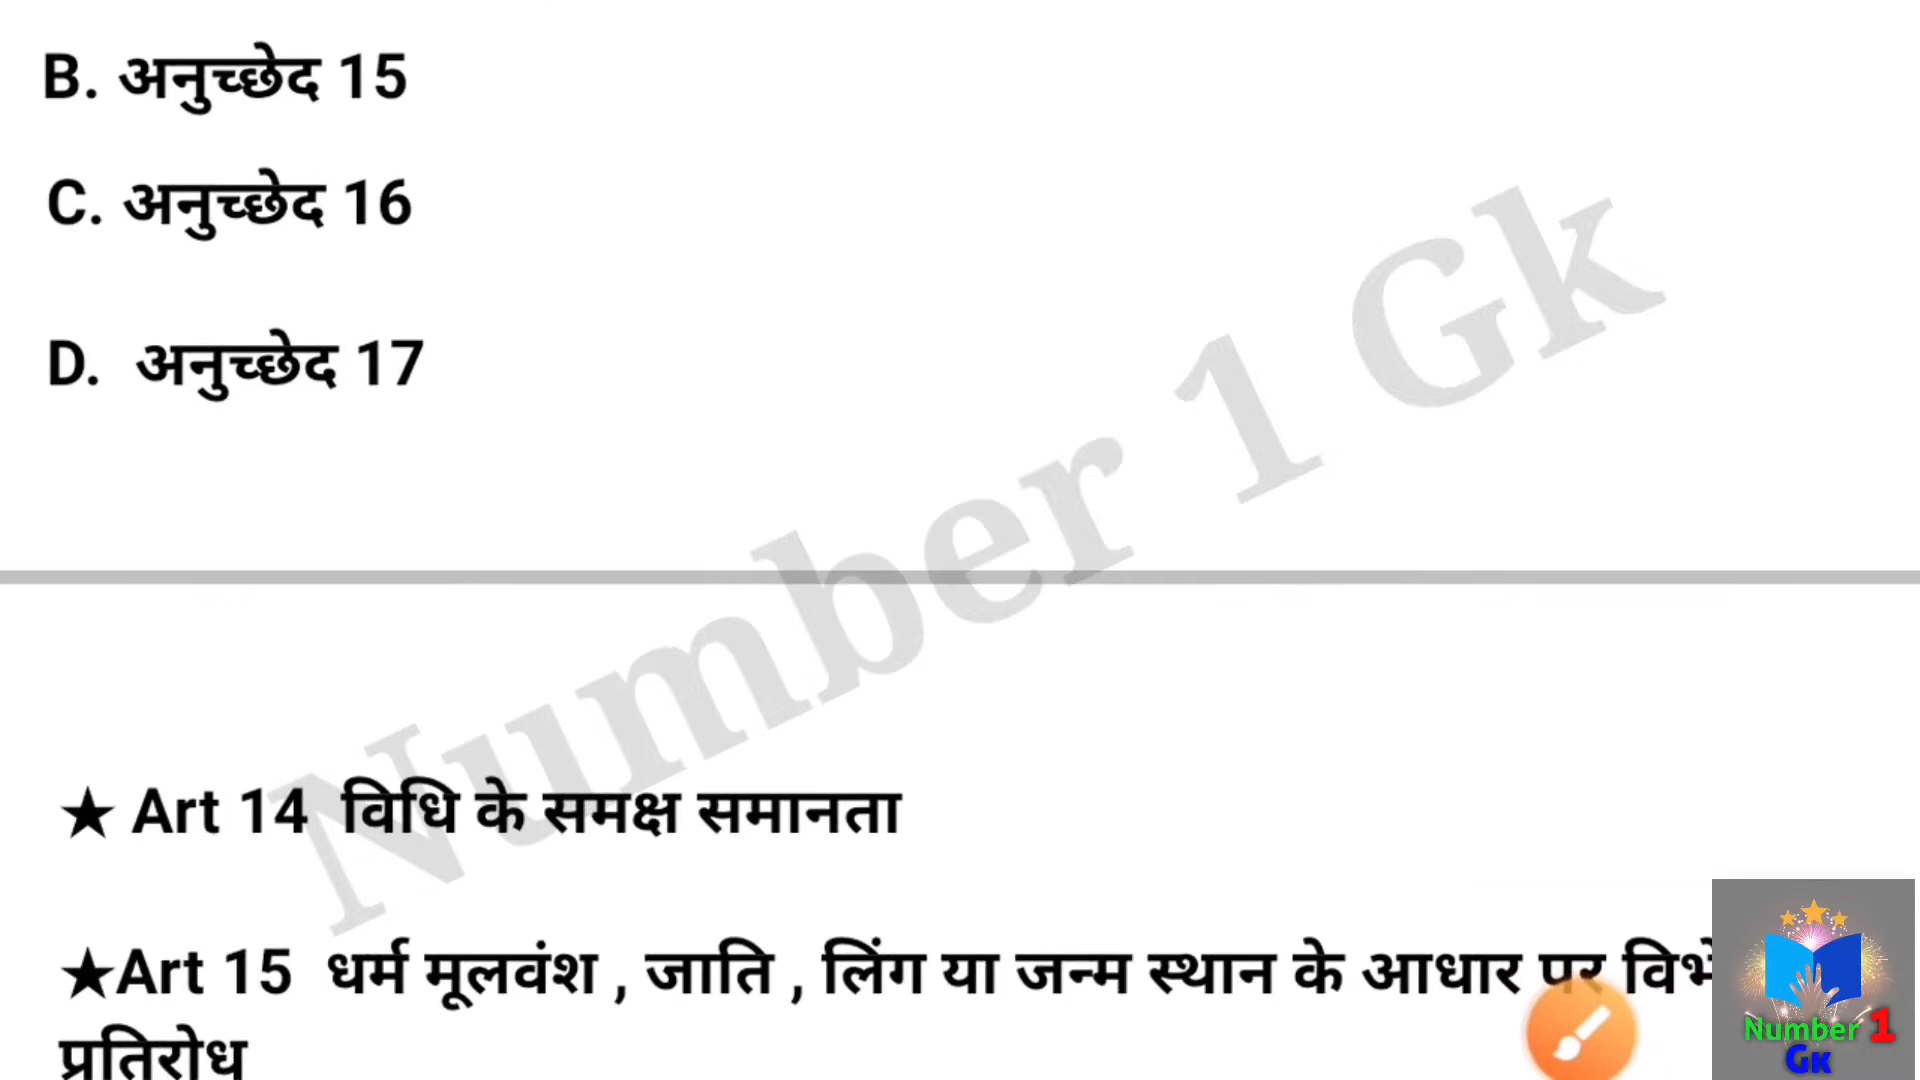 B. अनुच्छेद 15
C. अनुच्छेद 16
D. अनुच्छेद 17
Number 1 Gk
★ Art 14 विधि के समक्ष समानता
★Art 15 धर्म मूलवंश , जाति , लिंग या जन्म स्थान के आधार पर
प्रतिरोध
Number 1
GK